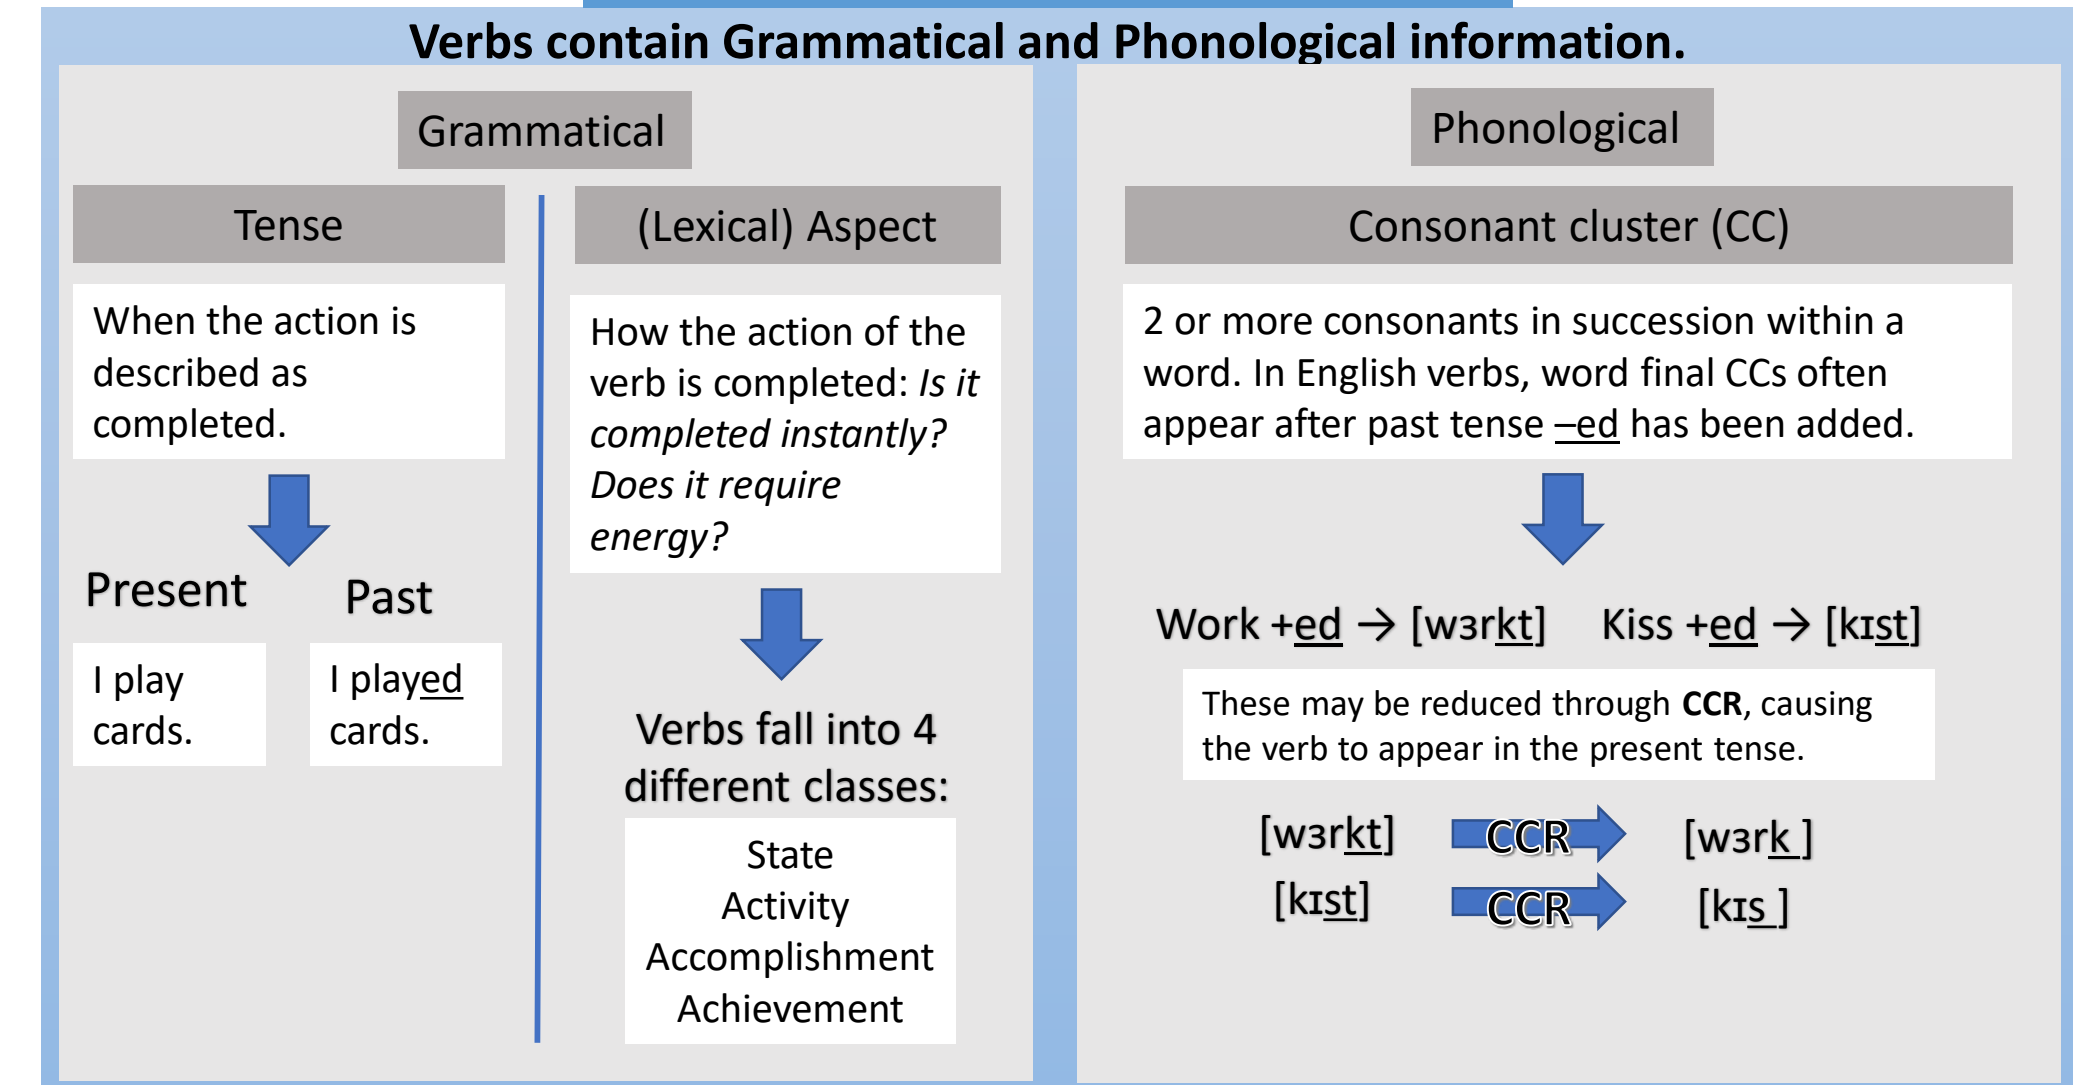 Verbs contain Grammatical and Phonological information.
Grammatical
Tense
When the action is
described as
completed.
Present
Past
I play
cards.
I played
cards.
(Lexical) Aspect
How the action of the
verb is completed: Is it
completed instantly?
Does it require
energy?
Verbs fall into 4
different classes:
State
Activity
Accomplishment
Achievement
Phonological
Consonant cluster (CC)
2 or more consonants in succession within a
word. In English verbs, word final CCs often
appear after past tense –ed has been added.
Work +ed → [wɜrkt] Kiss +ed → [kɪst]
These may be reduced through CCR, causing
the verb to appear in the present tense.
[wɜrkt] CCR [wɜrk ]
[kɪst] CCR [kɪs ]